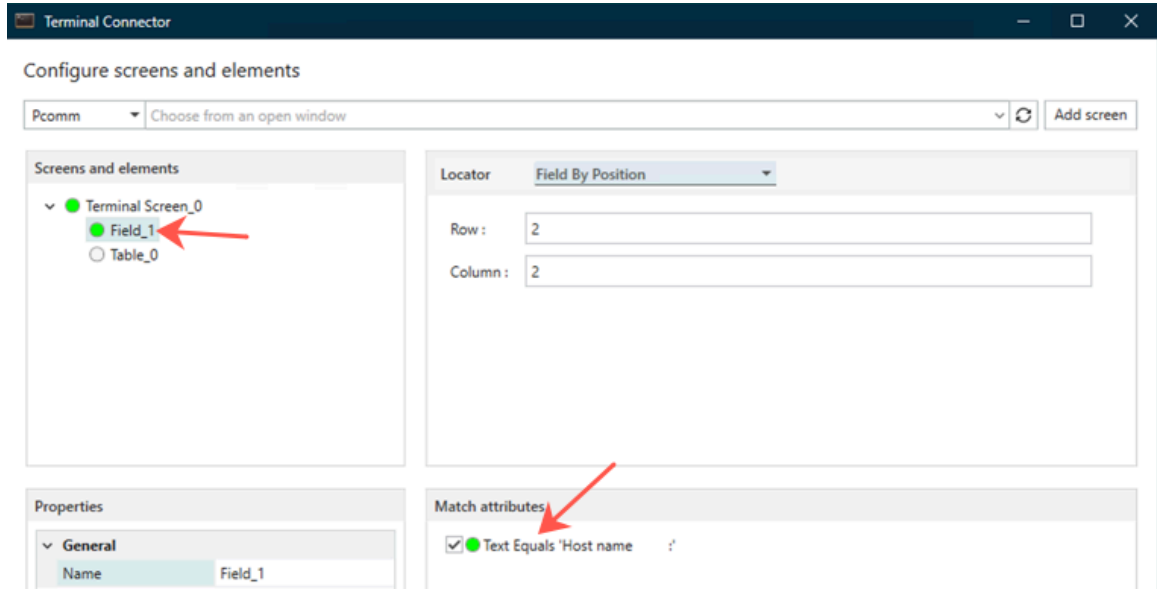 Terminal Connector
Configure screens and elements
Pcomm Choose from an open window Add screen
Screens and elements
Terminal Screen_0
Field_1
Table_0
Locator Field By Position
Row : 2
Column : 2
Properties
General
Name Field_1
Match attributes
Text Equals 'Host name :'